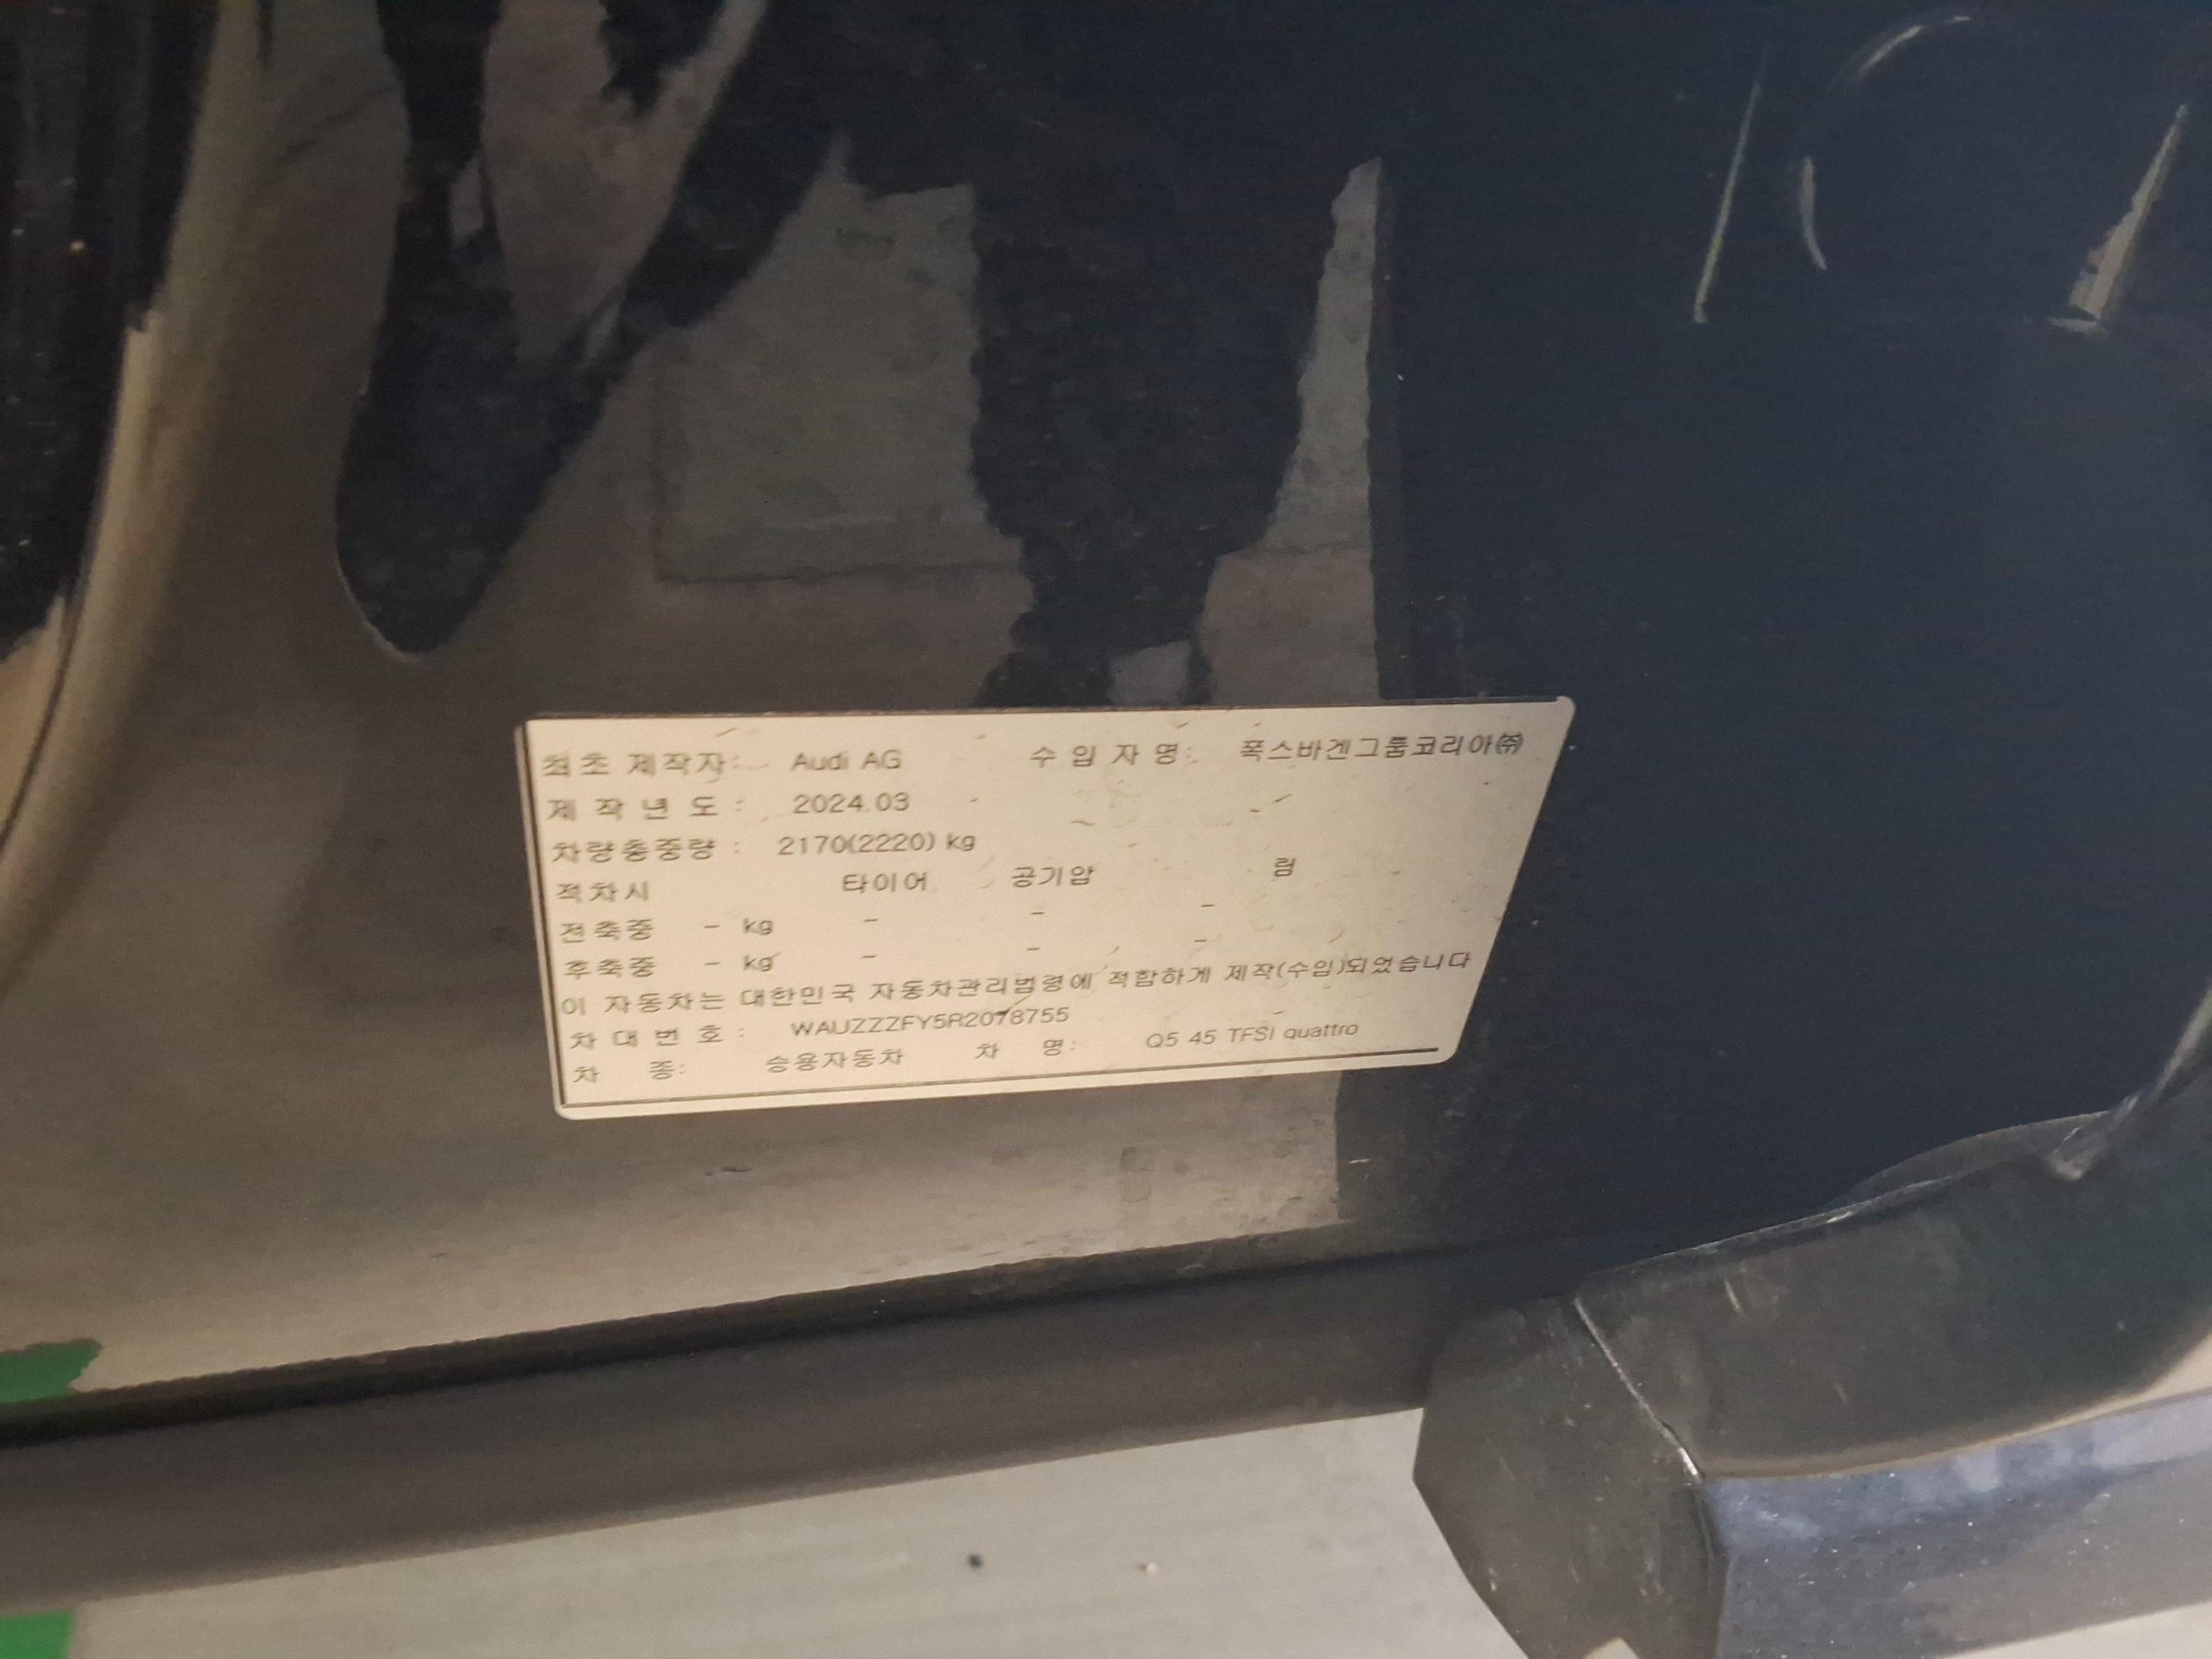 최초 제작자: Audi AG 수 입 자 명: 폭스바겐그룹코리아㈜
제 작 년 도 : 2024.03
차량총중량 : 2170(2220) kg
적차시 타이어 공기압 림
전축중 - kg - - -
후축중 - kg - - -
이 자동차는 대한민국 자동차관리법령에 적합하게 제작(수입)되었습니다
차 대 번 호 : WAUZZZFY5R2078755
차 종: 승용자동차 차 명: Q5 45 TFSI quattro